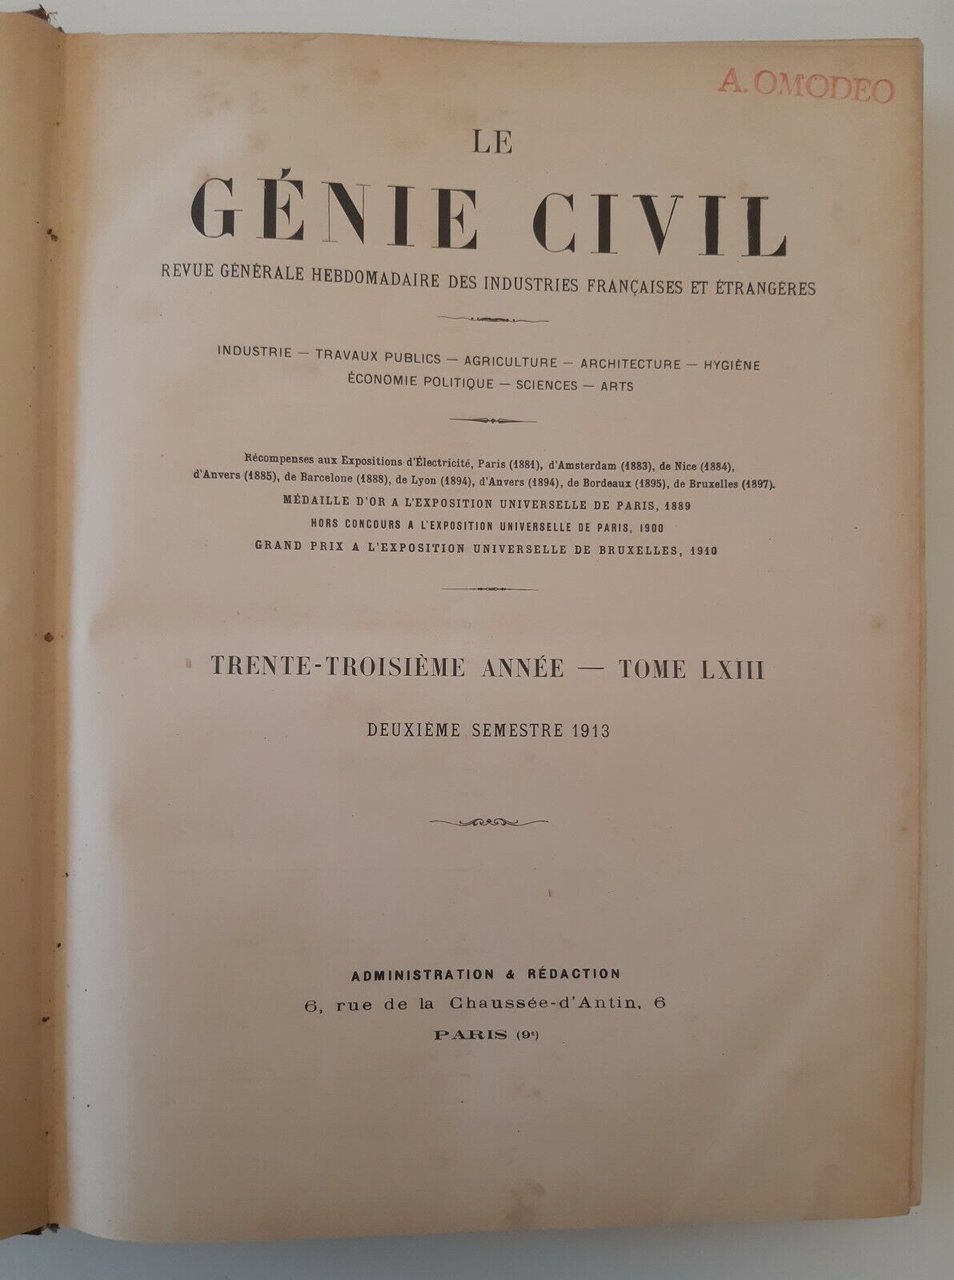 A. OMODEO
LE
GÉNIE CIVIL
REVUE GÉNÉRALE HEBDOMADAIRE DES INDUSTRIES FRANÇAISES ET ÉTRANGÈRES
INDUSTRIE — TRAVAUX PUBLICS — AGRICULTURE — ARCHITECTURE — HYGIÈNE
ÉCONOMIE POLITIQUE — SCIENCES — ARTS
Récompenses aux Expositions d'Électricité, Paris (1881), d'Amsterdam (1883), de Nice (1884),
d'Anvers (1885), de Barcelone (1888), de Lyon (1894), d'Anvers (1894), de Bordeaux (1895), de Bruxelles (1897).
MÉDAILLE D'OR A L'EXPOSITION UNIVERSELLE DE PARIS, 1889
HORS CONCOURS A L'EXPOSITION UNIVERSELLE DE PARIS, 1900
GRAND PRIX A L'EXPOSITION UNIVERSELLE DE BRUXELLES, 1910
TRENTE-TROISIÈME ANNÉE — TOME LXIII
DEUXIÈME SEMESTRE 1913
ADMINISTRATION & RÉDACTION
6, rue de la Chaussée-d'Antin, 6
PARIS (9e)